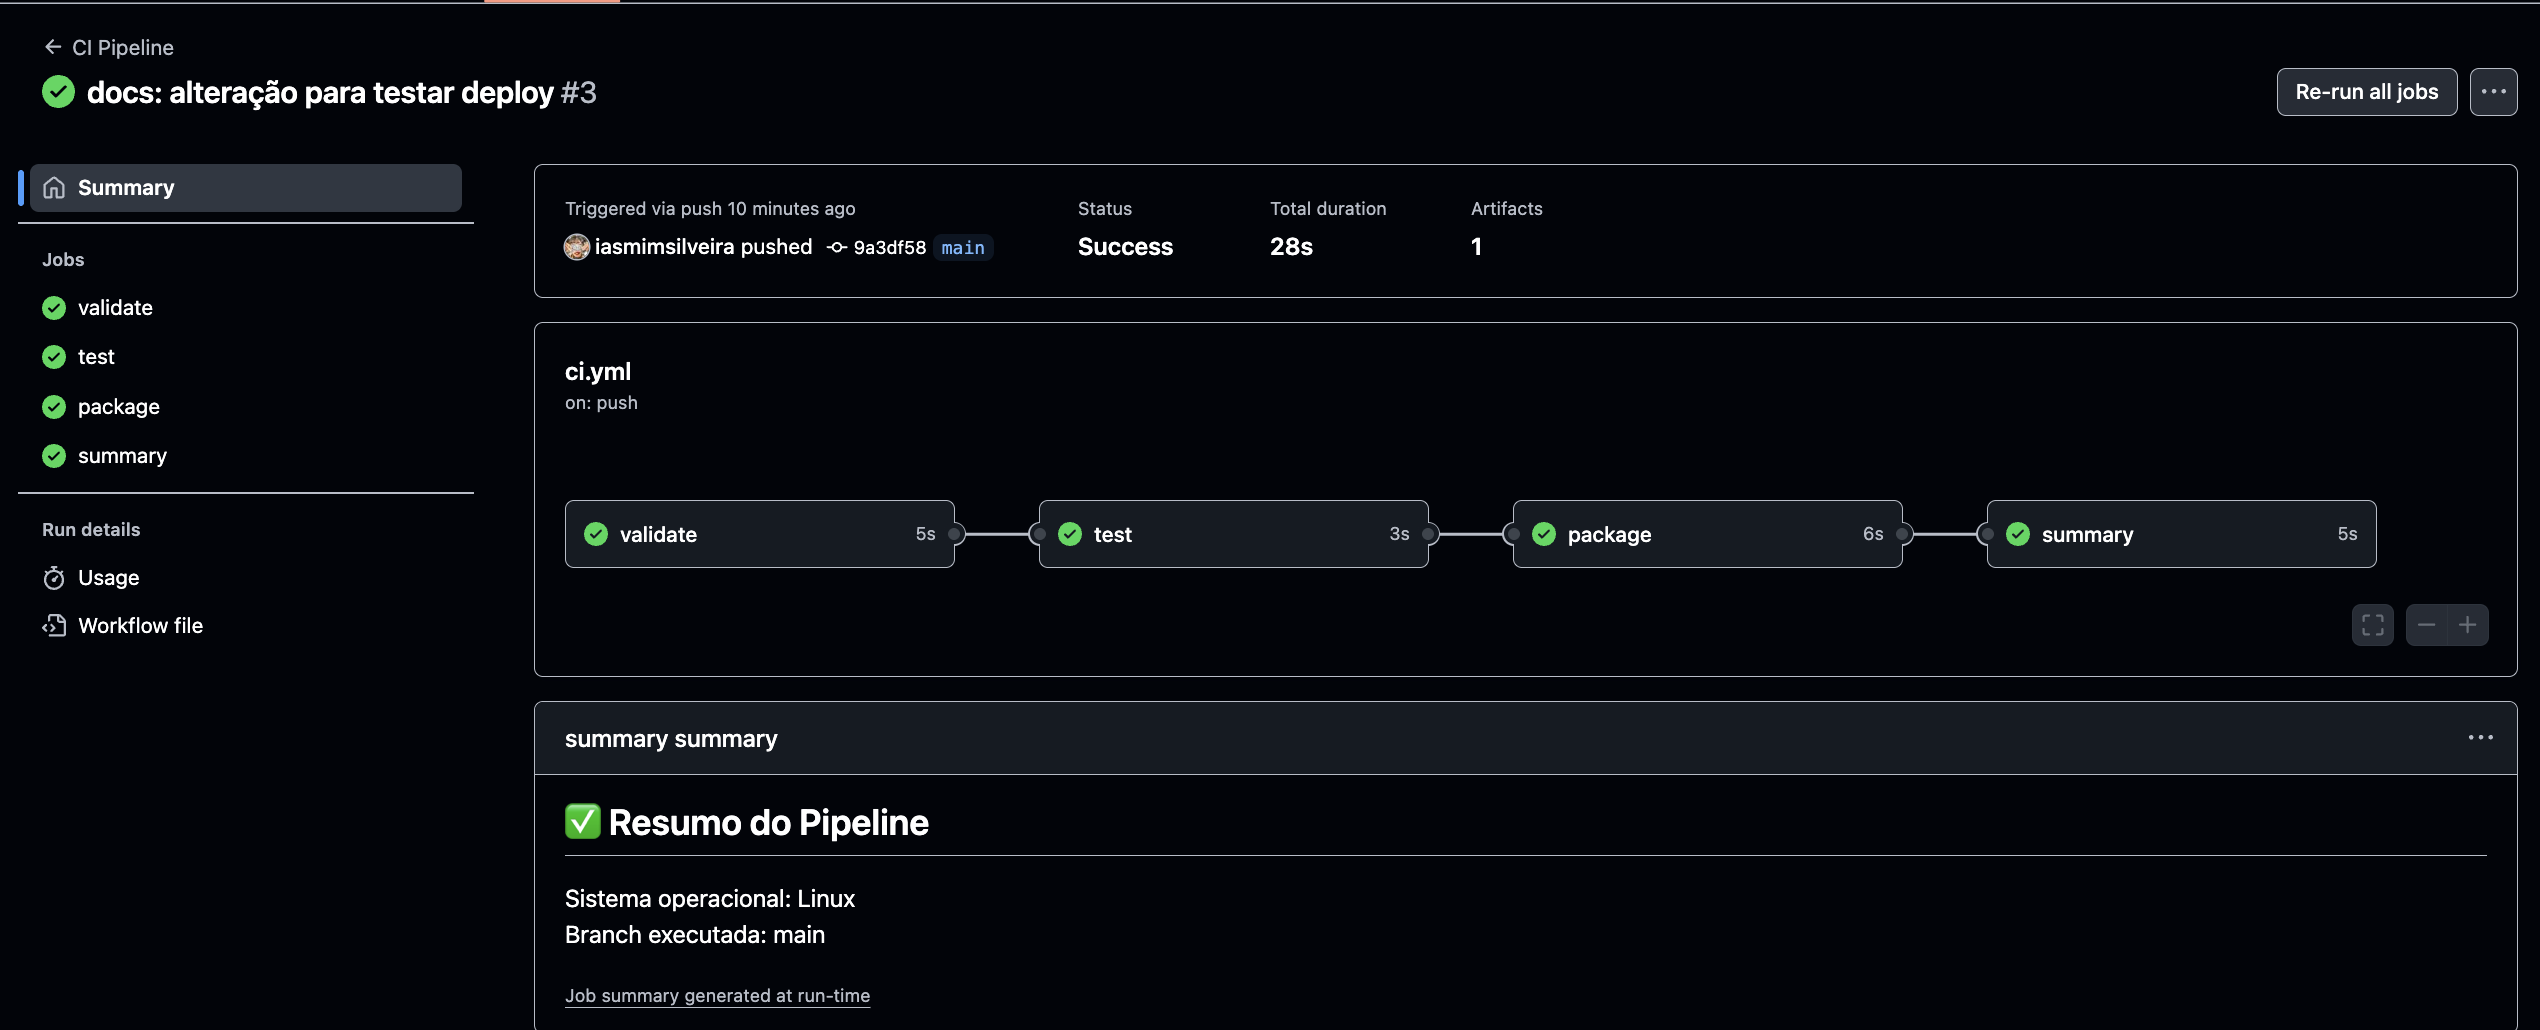 CI Pipeline
docs: alteração para testar deploy #3
Re-run all jobs
Summary
Jobs
validate
test
package
summary
Run details
Usage
Workflow file
Triggered via push 10 minutes ago
iasmimsilveira pushed 9a3df58 main
Status
Success
Total duration
28s
Artifacts
1
ci.yml
on: push
validate 5s
test 3s
package 6s
summary 5s
summary summary
✅ Resumo do Pipeline
Sistema operacional: Linux
Branch executada: main
Job summary generated at run-time